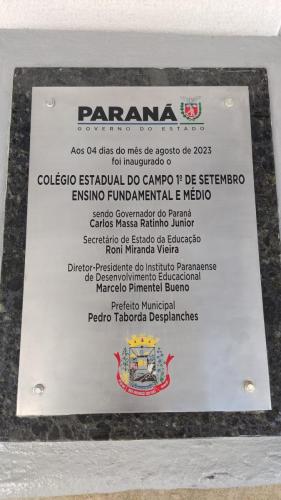 PARANÁ
GOVERNO DO ESTADO
Aos 04 dias do mês de agosto de 2023
foi inaugurado o
COLÉGIO ESTADUAL DO CAMPO 1º DE SETEMBRO
ENSINO FUNDAMENTAL E MÉDIO
sendo Governador do Paraná
Carlos Massa Ratinho Junior
Secretário de Estado da Educação
Roni Miranda Vieira
Diretor-Presidente do Instituto Paranaense
de Desenvolvimento Educacional
Marcelo Pimentel Bueno
Prefeito Municipal
Pedro Taborda Desplanches